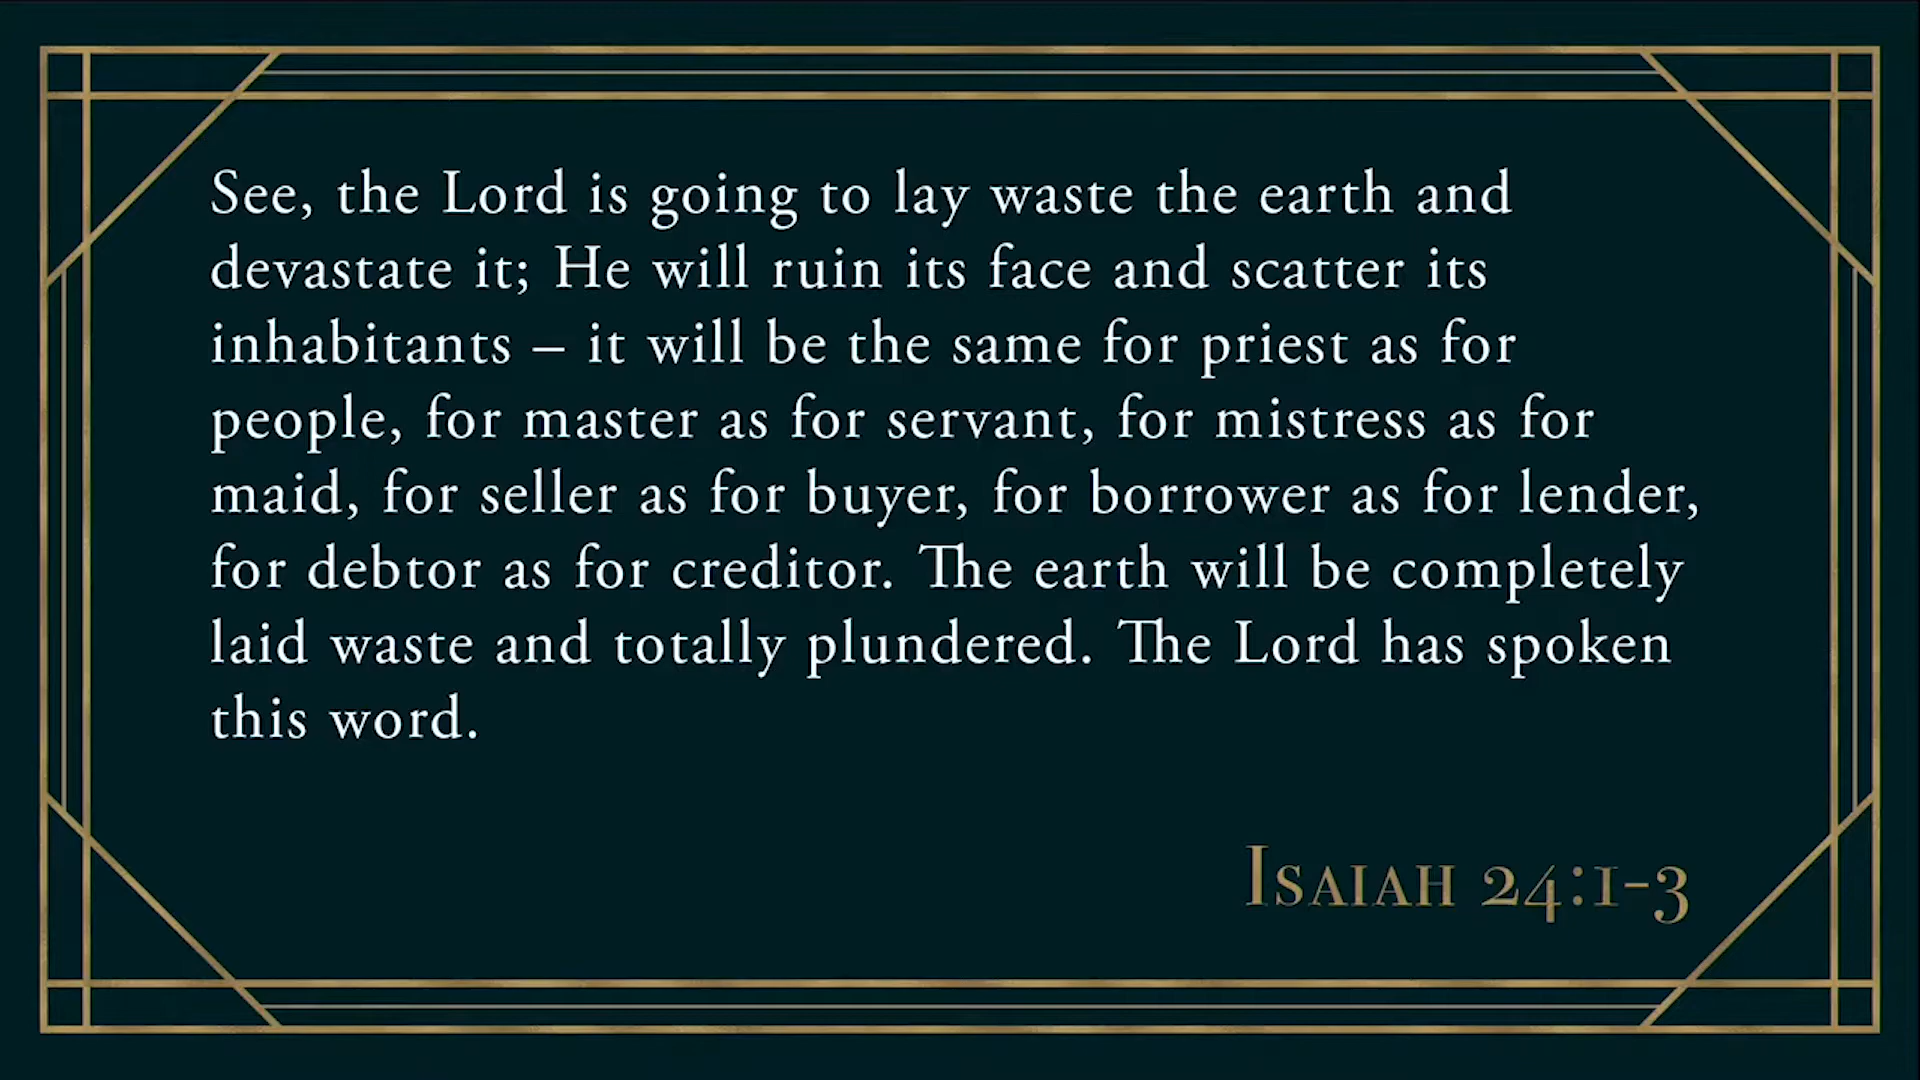 See, the Lord is going to lay waste the earth and
devastate it; He will ruin its face and scatter its
inhabitants – it will be the same for priest as for
people, for master as for servant, for mistress as for
maid, for seller as for buyer, for borrower as for lender,
for debtor as for creditor. The earth will be completely
laid waste and totally plundered. The Lord has spoken
this word.
Isaiah 24:1-3